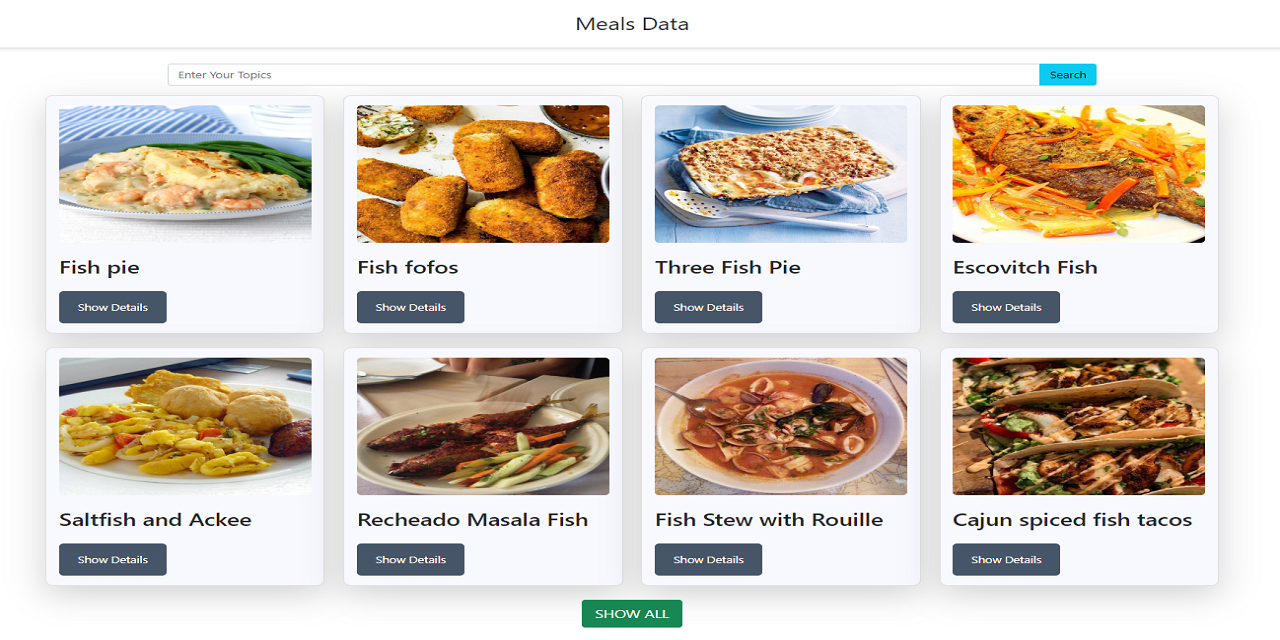 Meals Data
Enter Your Topics
Search
Fish pie
Fish fofos
Three Fish Pie
Escovitch Fish
Show Details
Show Details
Show Details
Show Details
Saltfish and Ackee
Recheado Masala Fish
Fish Stew with Rouille
Cajun spiced fish tacos
Show Details
Show Details
Show Details
Show Details
SHOW ALL